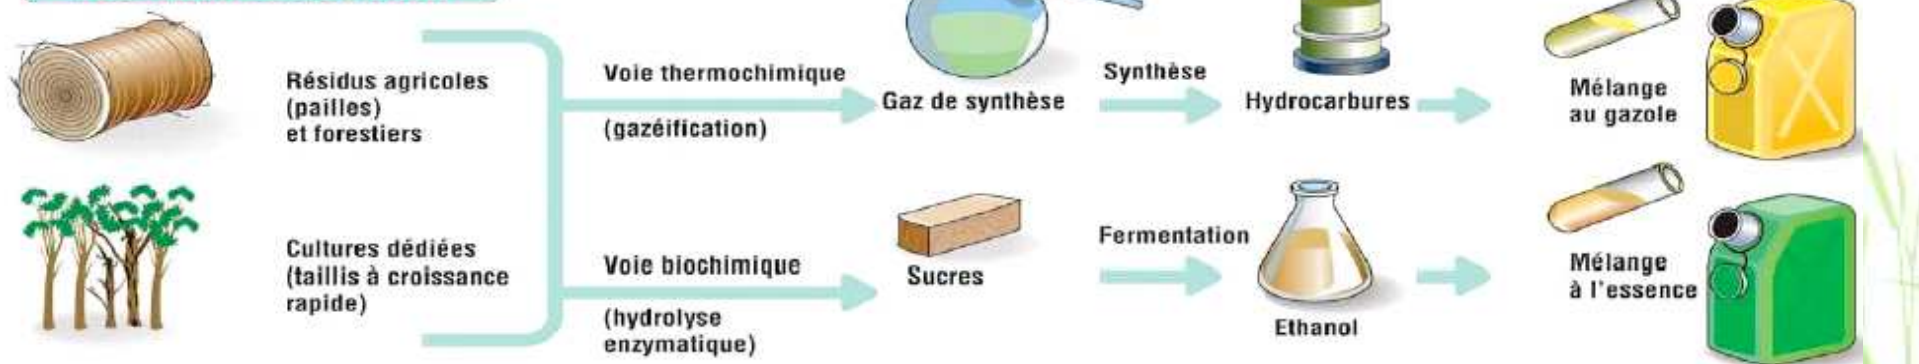 Résidus agricoles
(pailles)
et forestiers
Voie thermochimique
(gazéification)
Gaz de synthèse
Synthèse
Hydrocarbures
Mélange
au gazole
Cultures dédiées
(taillis à croissance
rapide)
Voie biochimique
(hydrolyse
enzymatique)
Sucres
Fermentation
Ethanol
Mélange
à l'essence